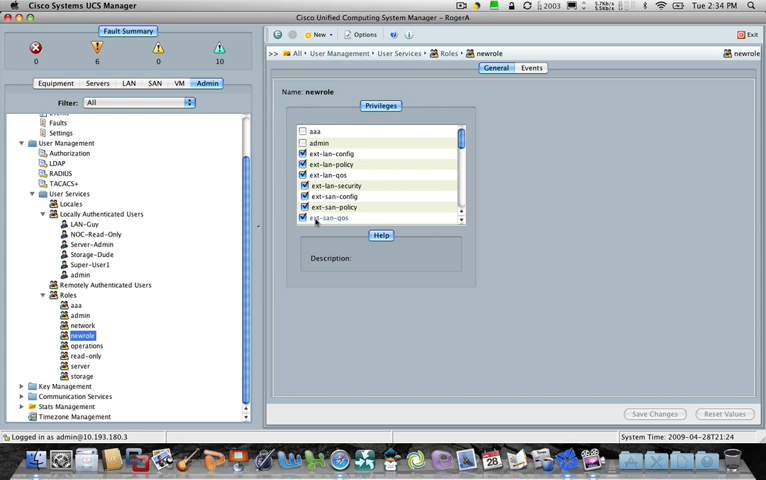 Cisco Systems UCS Manager
2003
Tue 2:34 PM
Cisco Unified Computing System Manager - RogerA
Fault Summary
0
6
0
10
New
Options
Exit
>> All User Management User Services Roles newrole
newrole
Equipment Servers LAN SAN VM Admin
Filter: All
General Events
Name: newrole
Privileges
aaa
admin
ext-lan-config
ext-lan-policy
ext-lan-qos
ext-lan-security
ext-san-config
ext-san-policy
ext-san-qos
Help
Description:
Faults
Settings
User Management
Authorization
LDAP
RADIUS
TACACS+
User Services
Locales
Locally Authenticated Users
LAN-Guy
NOC-Read-Only
Server-Admin
Storage-Dude
Super-User1
admin
Remotely Authenticated Users
Roles
aaa
admin
network
newrole
operations
read-only
server
storage
Key Management
Communication Services
Stats Management
Timezone Management
Save Changes
Reset Values
Logged in as admin@10.193.180.3
System Time: 2009-04-28T21:24
28